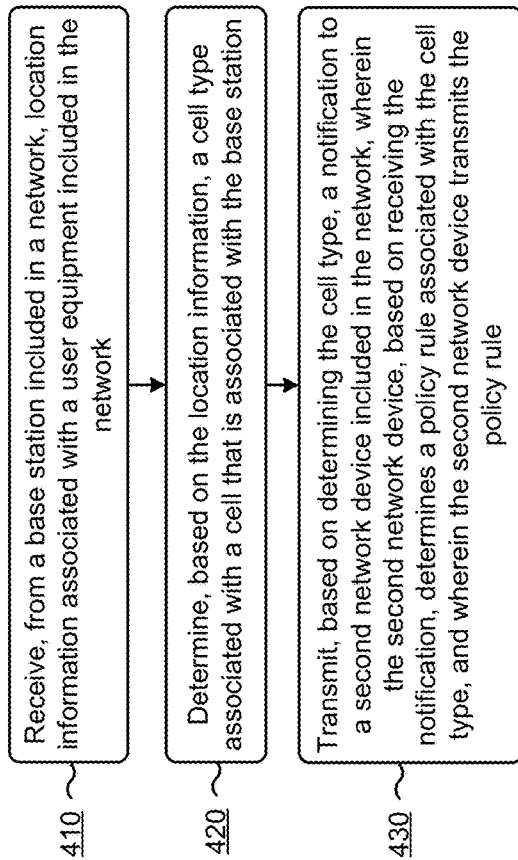 410
Receive, from a base station included in a network, location
information associated with a user equipment included in the
network
420
Determine, based on the location information, a cell type
associated with a cell that is associated with the base station
430
Transmit, based on determining the cell type, a notification to
a second network device included in the network, wherein
the second network device, based on receiving the
notification, determines a policy rule associated with the cell
type, and wherein the second network device transmits the
policy rule